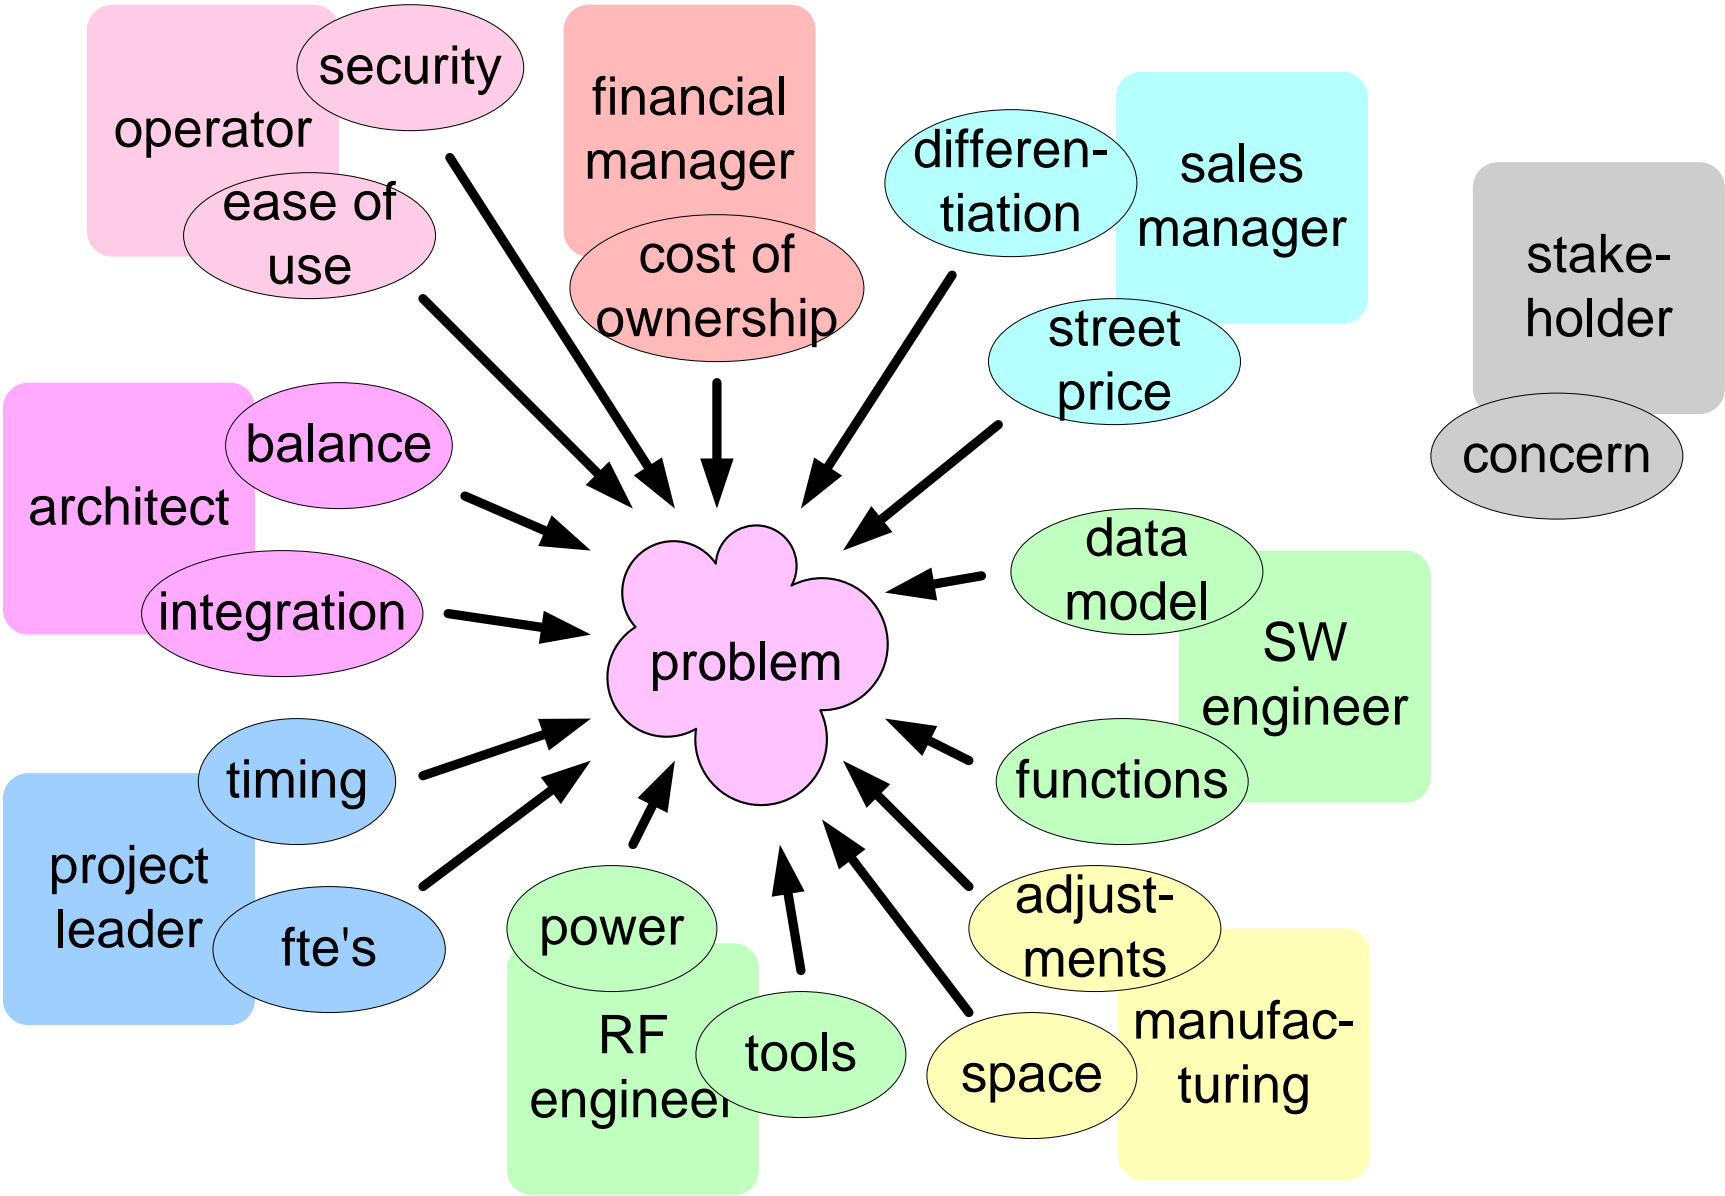 operator
security
ease of
use
financial
manager
cost of
ownership
differen-
tiation
sales
manager
street
price
stake-
holder
concern
architect
balance
integration
problem
data
model
SW
engineer
functions
timing
project
leader
fte's
power
RF
engineer
tools
adjust-
ments
space
manufac-
turing